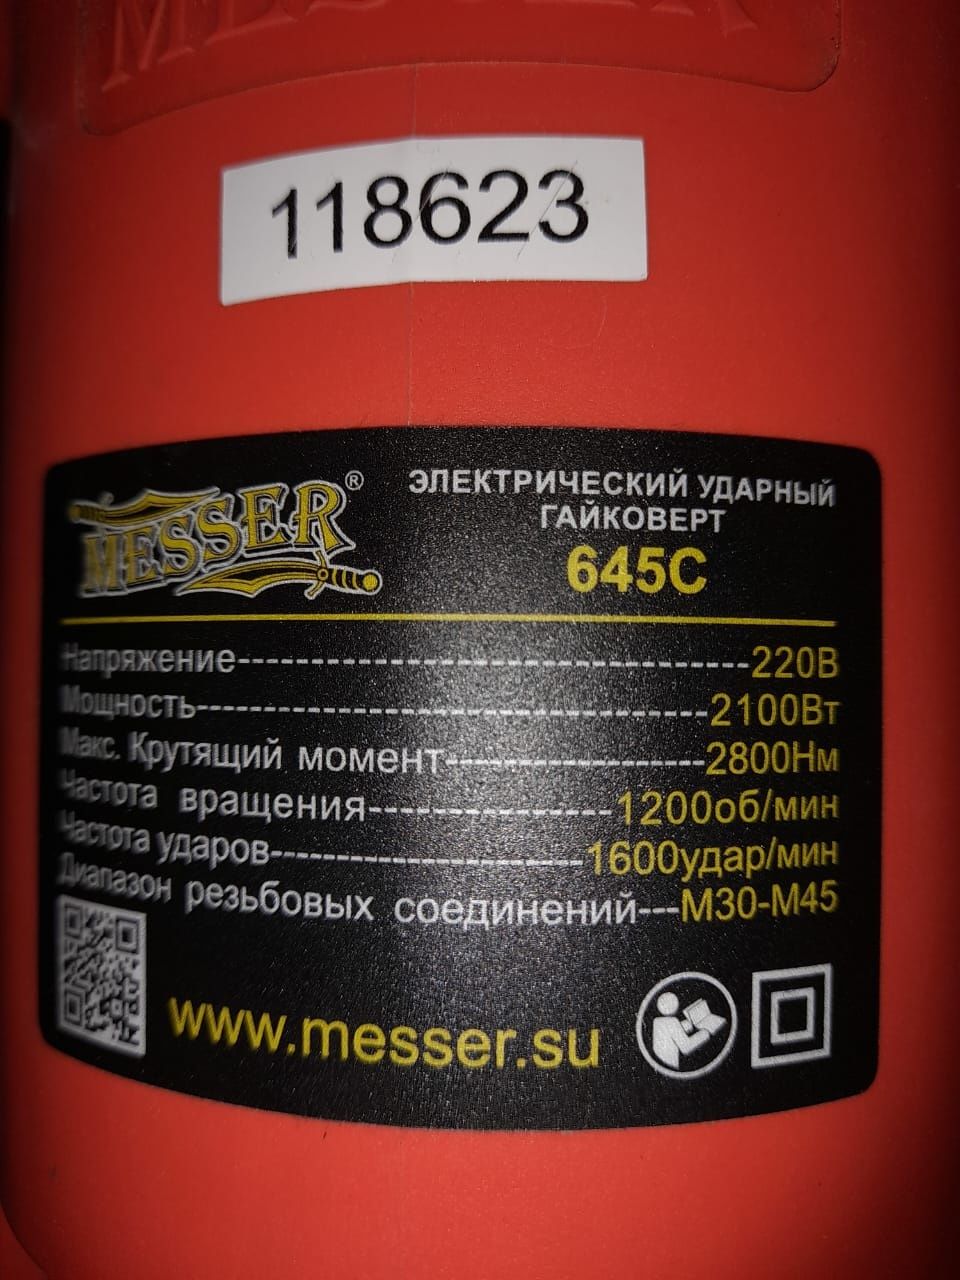 MESSER
118623
MESSER®
ЭЛЕКТРИЧЕСКИЙ УДАРНЫЙ
ГАЙКОВЕРТ
645C
Напряжение-----------------------------------220В
Мощность-----------------------------------2100Вт
Макс. Крутящий момент------------------2800Нм
Частота вращения-----------------1200об/мин
Частота ударов----------------------1600удар/мин
Диапазон резьбовых соединений---М30-М45
www.messer.su